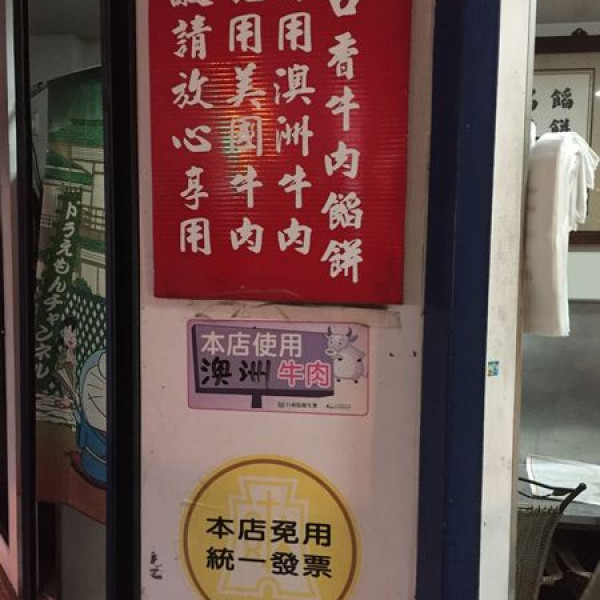 香牛肉餡餅
用澳洲牛肉
用美國牛肉
請放心享用
本店使用
澳洲牛肉
本店免用
統一發票
ドラえもんチャンネル
餡
餅